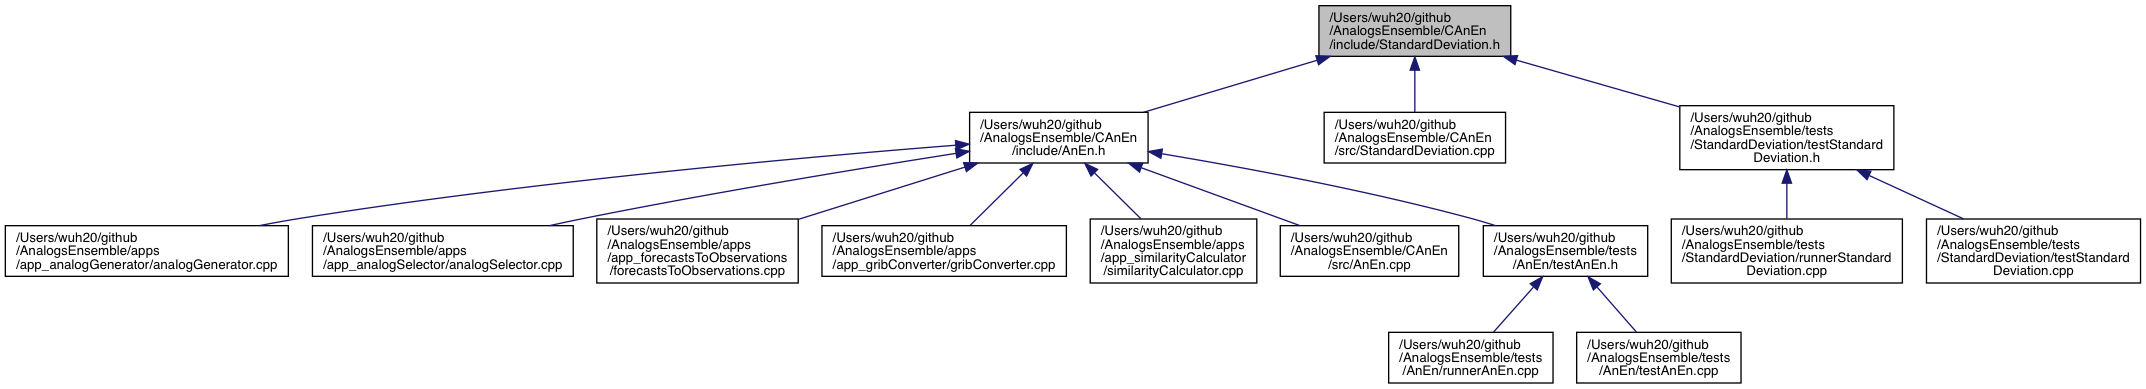 /Users/wuh20/github
/AnalogsEnsemble/CAnEn
/include/StandardDeviation.h
/Users/wuh20/github
/AnalogsEnsemble/CAnEn
/include/AnEn.h
/Users/wuh20/github
/AnalogsEnsemble/CAnEn
/src/StandardDeviation.cpp
/Users/wuh20/github
/AnalogsEnsemble/tests
/StandardDeviation/testStandard
Deviation.h
/Users/wuh20/github
/AnalogsEnsemble/apps
/app_analogGenerator/analogGenerator.cpp
/Users/wuh20/github
/AnalogsEnsemble/apps
/app_analogSelector/analogSelector.cpp
/Users/wuh20/github
/AnalogsEnsemble/apps
/app_forecastsToObservations
/forecastsToObservations.cpp
/Users/wuh20/github
/AnalogsEnsemble/apps
/app_gribConverter/gribConverter.cpp
/Users/wuh20/github
/AnalogsEnsemble/apps
/app_similarityCalculator
/similarityCalculator.cpp
/Users/wuh20/github
/AnalogsEnsemble/CAnEn
/src/AnEn.cpp
/Users/wuh20/github
/AnalogsEnsemble/tests
/AnEn/testAnEn.h
/Users/wuh20/github
/AnalogsEnsemble/tests
/StandardDeviation/runnerStandard
Deviation.cpp
/Users/wuh20/github
/AnalogsEnsemble/tests
/StandardDeviation/testStandard
Deviation.cpp
/Users/wuh20/github
/AnalogsEnsemble/tests
/AnEn/runnerAnEn.cpp
/Users/wuh20/github
/AnalogsEnsemble/tests
/AnEn/testAnEn.cpp